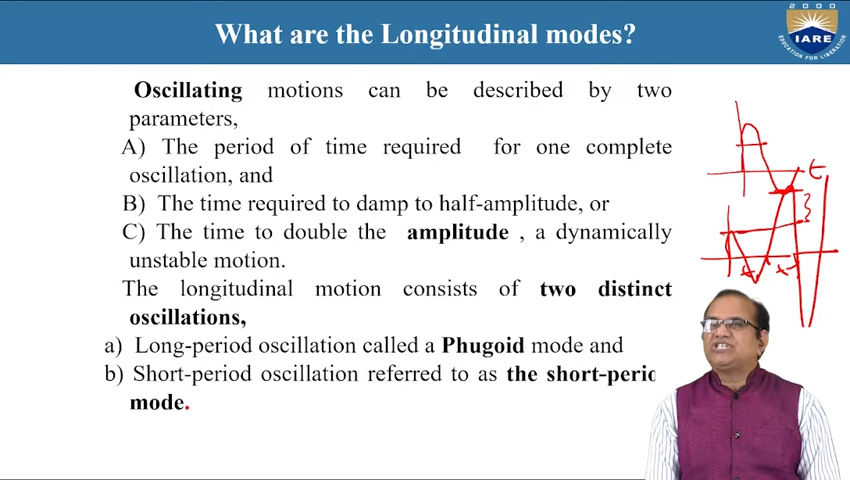 What are the Longitudinal modes?
2000
IARE
EDUCATION FOR LIBERATION
Oscillating motions can be described by two
parameters,
A) The period of time required for one complete
oscillation, and
B) The time required to damp to half-amplitude, or
C) The time to double the amplitude , a dynamically
unstable motion.
The longitudinal motion consists of two distinct
oscillations,
a) Long-period oscillation called a Phugoid mode and
b) Short-period oscillation referred to as the short-perio
mode.
t